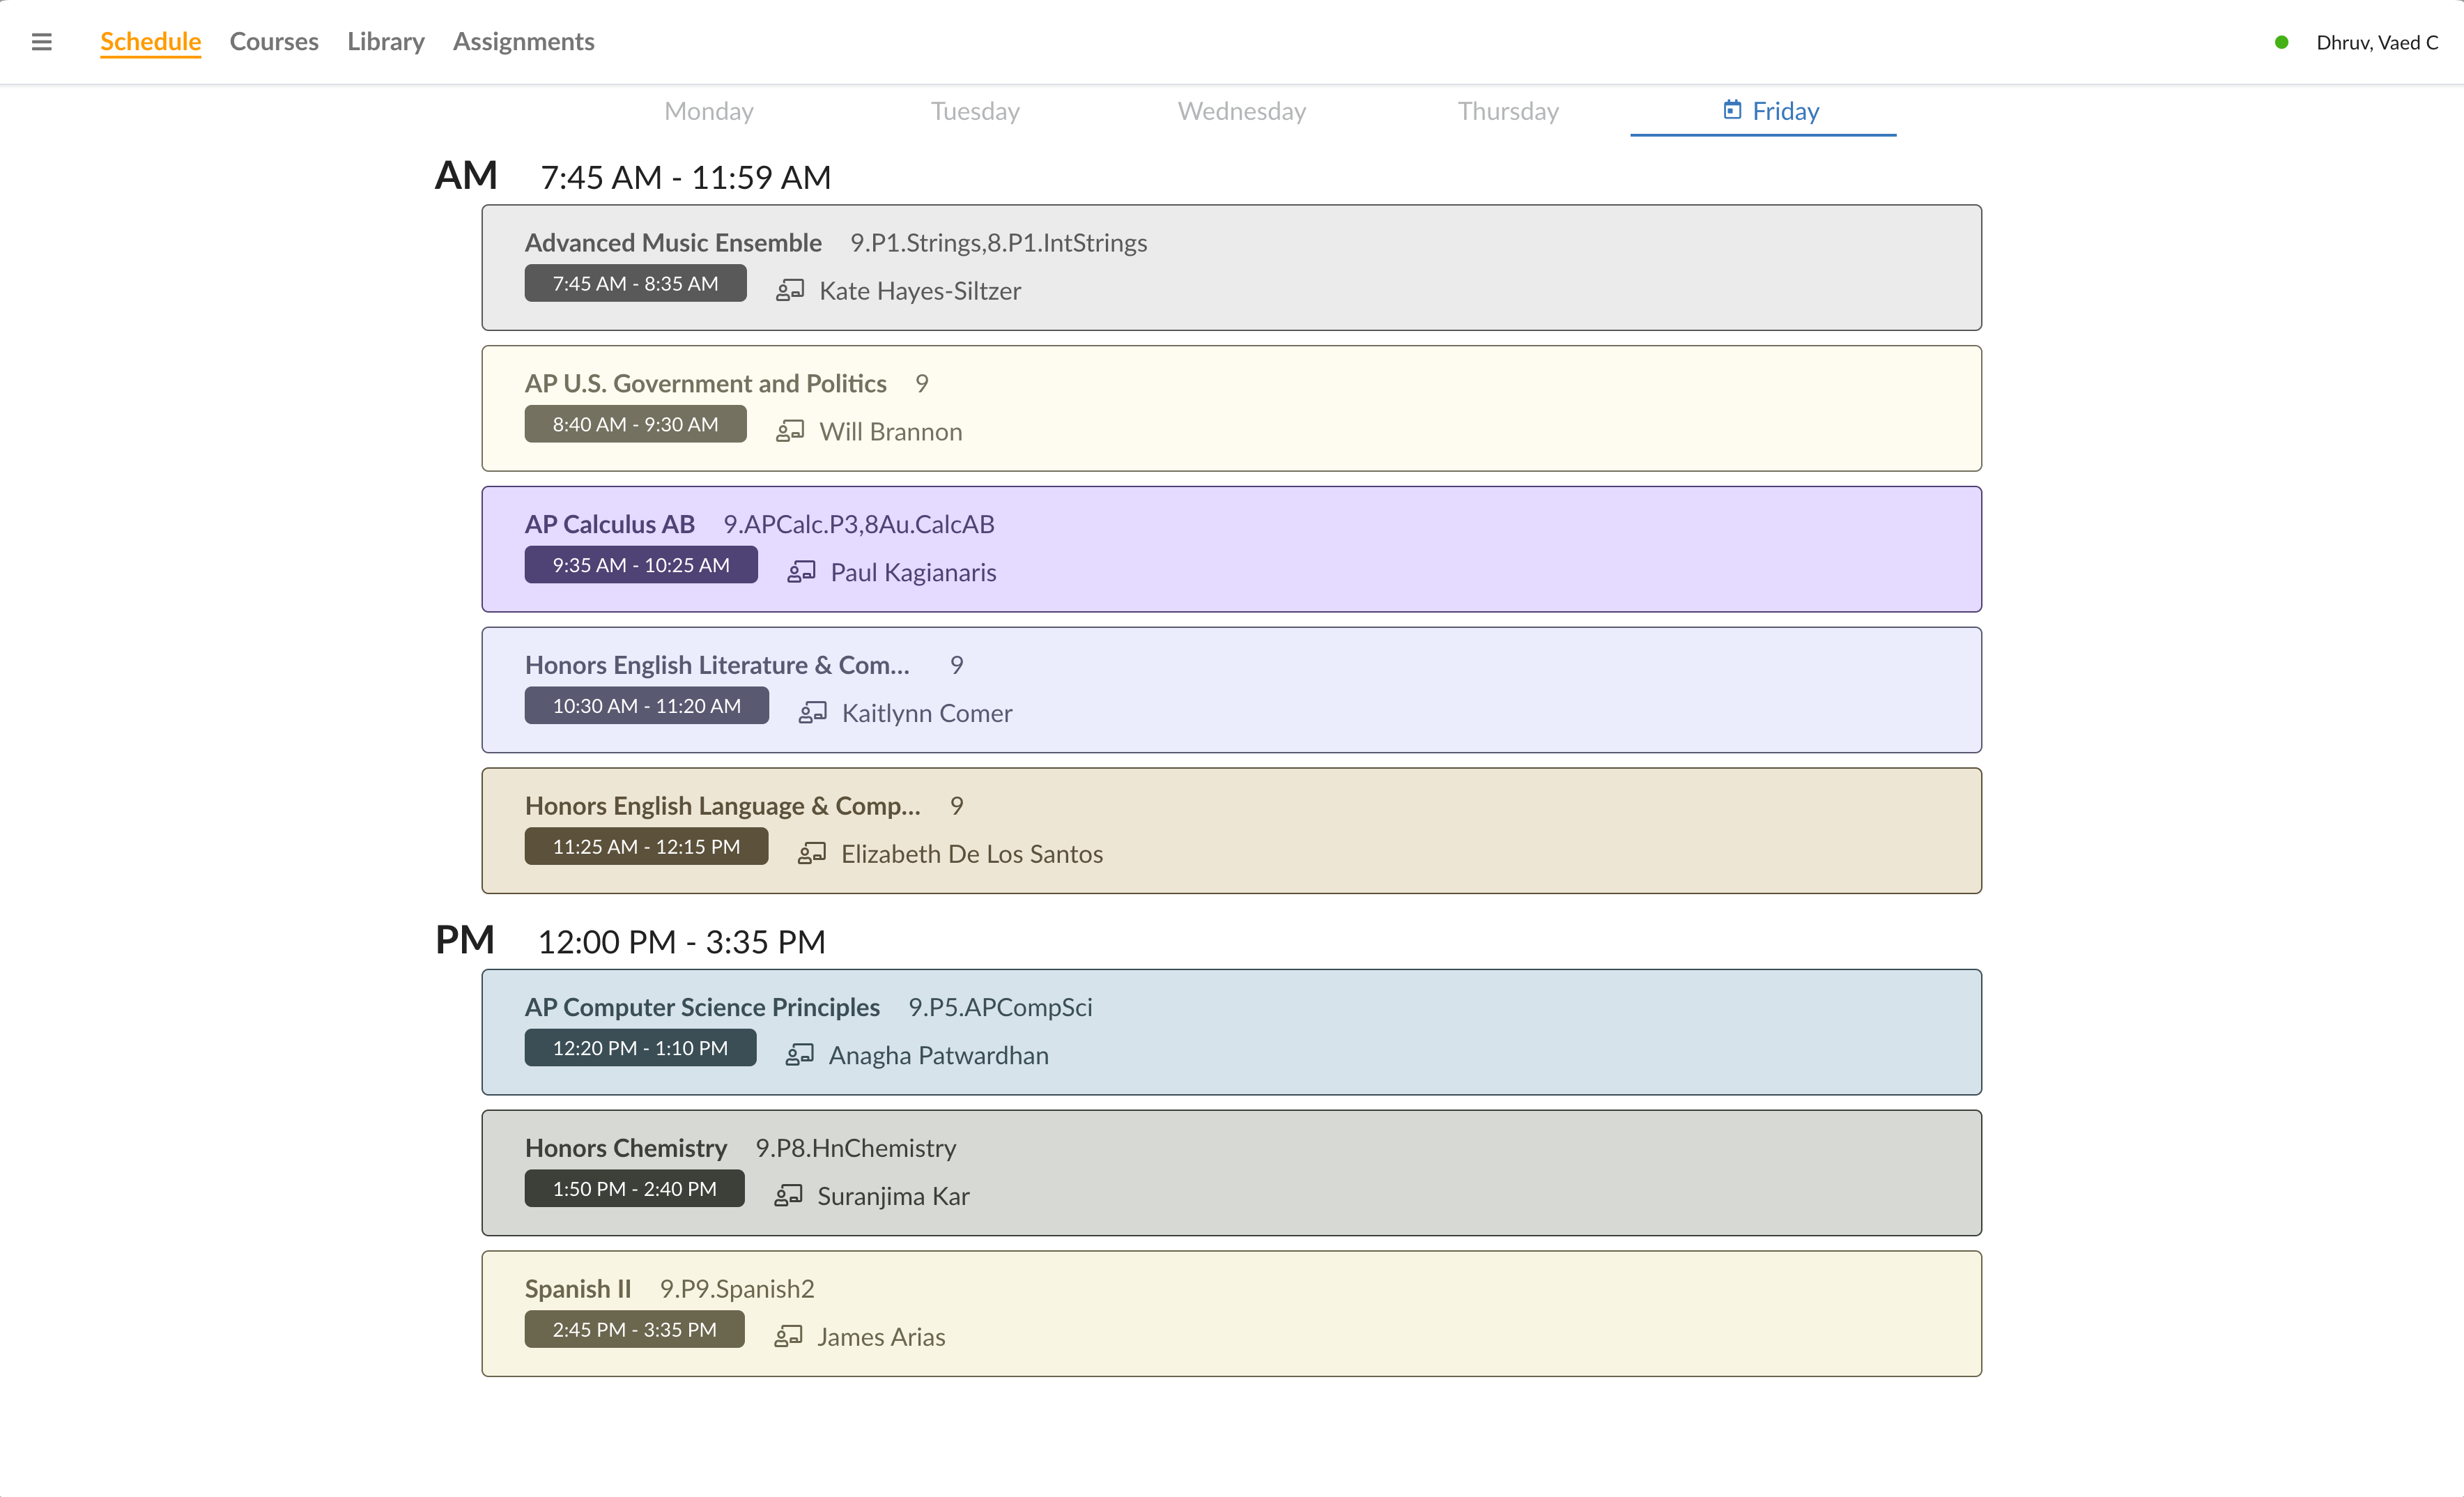 Schedule Courses Library Assignments Dhruv, Vaed C
Monday Tuesday Wednesday Thursday Friday
AM 7:45 AM - 11:59 AM
Advanced Music Ensemble 9.P1.Strings,8.P1.IntStrings
7:45 AM - 8:35 AM Kate Hayes-Siltzer
AP U.S. Government and Politics 9
8:40 AM - 9:30 AM Will Brannon
AP Calculus AB 9.APCalc.P3,8Au.CalcAB
9:35 AM - 10:25 AM Paul Kagianaris
Honors English Literature & Com... 9
10:30 AM - 11:20 AM Kaitlynn Comer
Honors English Language & Comp... 9
11:25 AM - 12:15 PM Elizabeth De Los Santos
PM 12:00 PM - 3:35 PM
AP Computer Science Principles 9.P5.APCompSci
12:20 PM - 1:10 PM Anagha Patwardhan
Honors Chemistry 9.P8.HnChemistry
1:50 PM - 2:40 PM Suranjima Kar
Spanish II 9.P9.Spanish2
2:45 PM - 3:35 PM James Arias